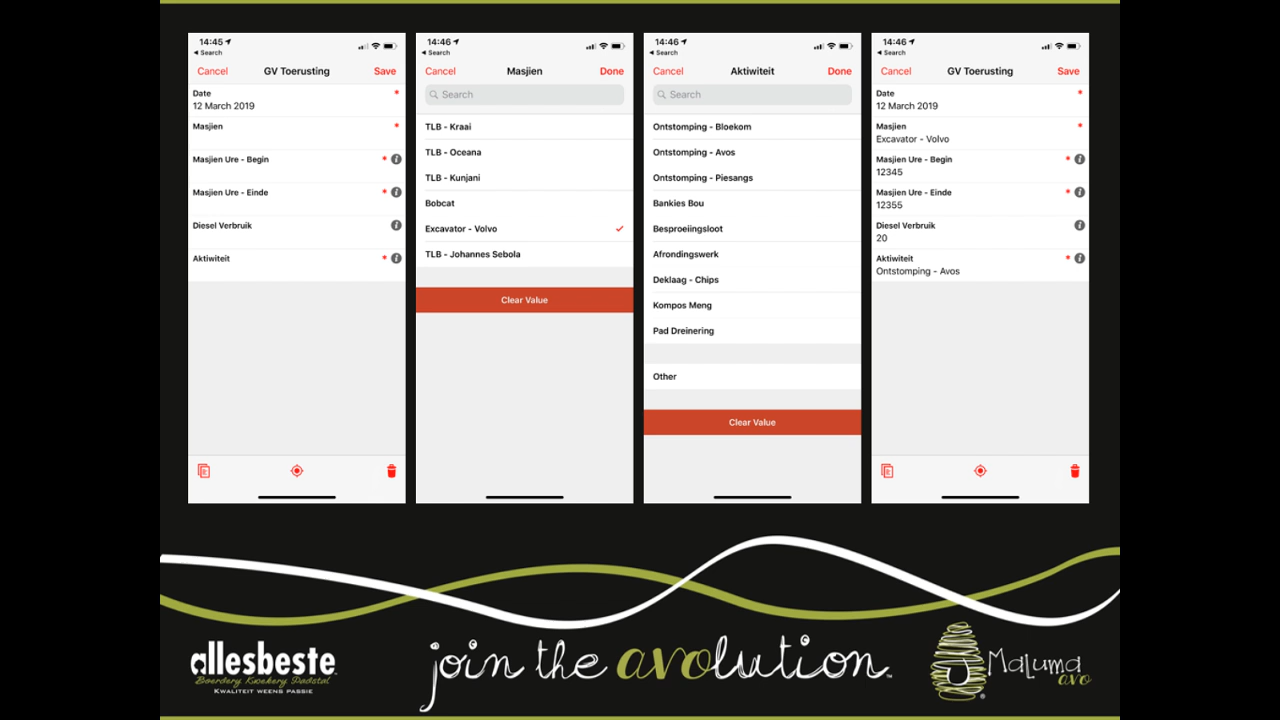 14:45
Search
Cancel
GV Toerusting
Save
Date
*
12 March 2019
Masjien
*
Masjien Ure - Begin
*
Masjien Ure - Einde
*
Diesel Verbruik
Aktiwiteit
*
14:46
Search
Cancel
Masjien
Done
Search
TLB - Kraai
TLB - Oceana
TLB - Kunjani
Bobcat
Excavator - Volvo
TLB - Johannes Sebola
Clear Value
14:46
Search
Cancel
Aktiwiteit
Done
Search
Ontstomping - Bloekom
Ontstomping - Avos
Ontstomping - Piesangs
Bankies Bou
Besproeiingsloot
Afrondingswerk
Deklaag - Chips
Kompos Meng
Pad Dreinering
Other
Clear Value
14:46
Search
Cancel
GV Toerusting
Save
Date
*
12 March 2019
Masjien
*
Excavator - Volvo
Masjien Ure - Begin
*
12345
Masjien Ure - Einde
*
12355
Diesel Verbruik
20
Aktiwiteit
*
Ontstomping - Avos
allesbeste
Boerdery Kwekery Padstal
KWALITEIT WEENS PASSIE
join the avolution™
Maluma
avo
®